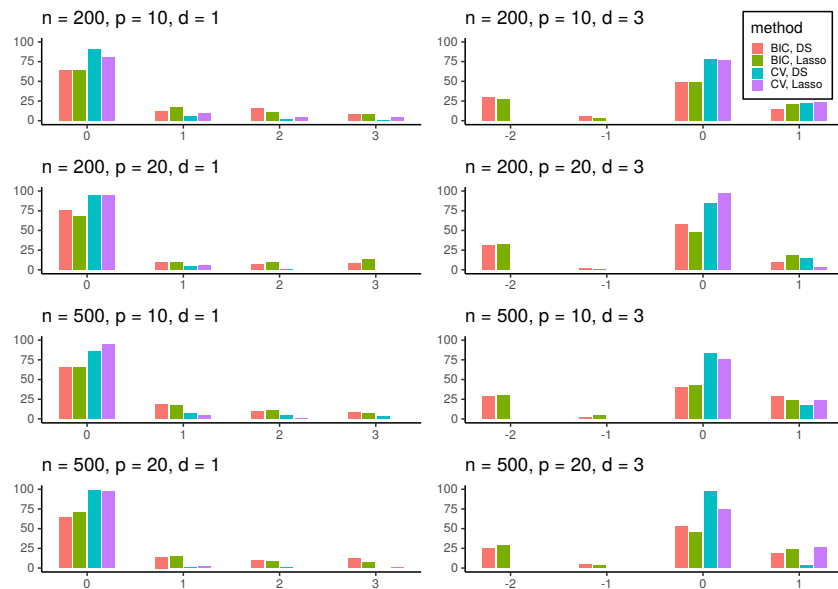 n = 200, p = 10, d = 1
100
75
50
25
0
0 1 2 3
n = 200, p = 10, d = 3
100
75
50
25
0
-2 -1 0 1
method
BIC, DS
BIC, Lasso
CV, DS
CV, Lasso
n = 200, p = 20, d = 1
100
75
50
25
0
0 1 2 3
n = 200, p = 20, d = 3
100
75
50
25
0
-2 -1 0 1
n = 500, p = 10, d = 1
100
75
50
25
0
0 1 2 3
n = 500, p = 10, d = 3
100
75
50
25
0
-2 -1 0 1
n = 500, p = 20, d = 1
100
75
50
25
0
0 1 2 3
n = 500, p = 20, d = 3
100
75
50
25
0
-2 -1 0 1